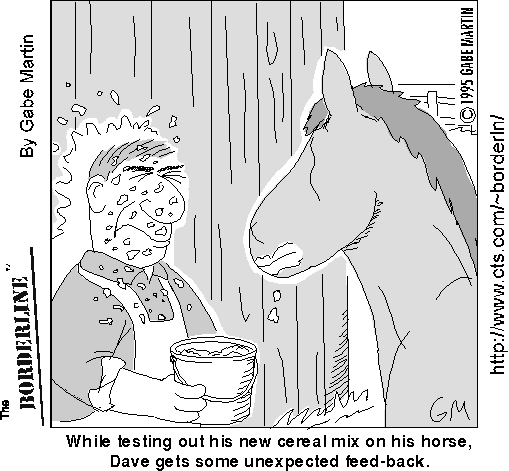 By Gabe Martin
The
BORDERLINE™
© 1995 GABE MARTIN
http://www.cts.com/~borderln/
GM
While testing out his new cereal mix on his horse,
Dave gets some unexpected feed-back.